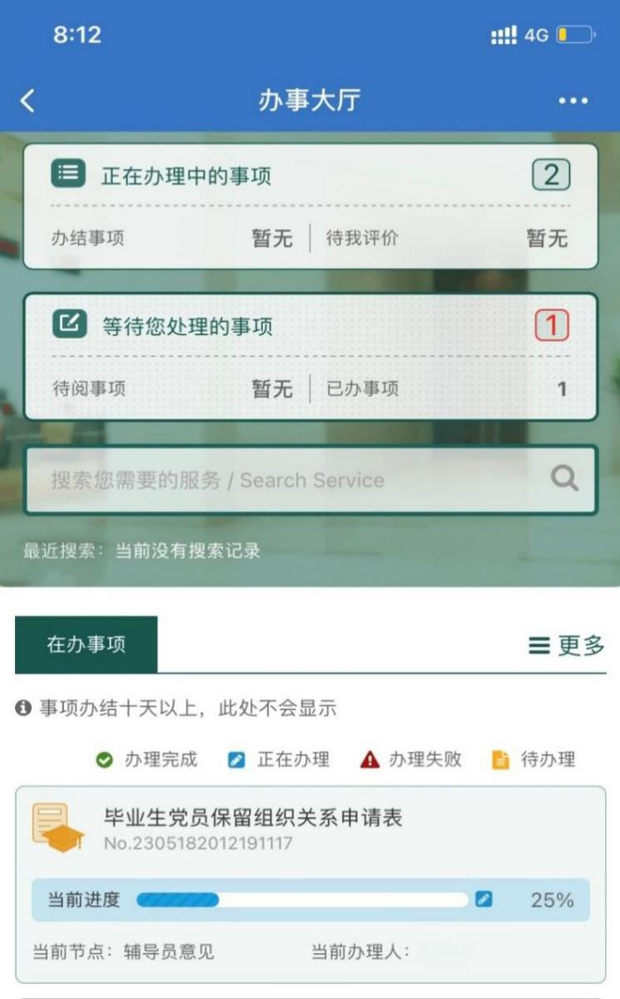 8:12 4G
办事大厅
正在办理中的事项 2
办结事项 暂无 待我评价 暂无
等待您处理的事项 1
待阅事项 暂无 已办事项 1
搜索您需要的服务 / Search Service
最近搜索：当前没有搜索记录
在办事项 更多
事项办结十天以上，此处不会显示
办理完成 正在办理 办理失败 待办理
毕业生党员保留组织关系申请表
No.2305182012191117
当前进度 25%
当前节点：辅导员意见 当前办理人：